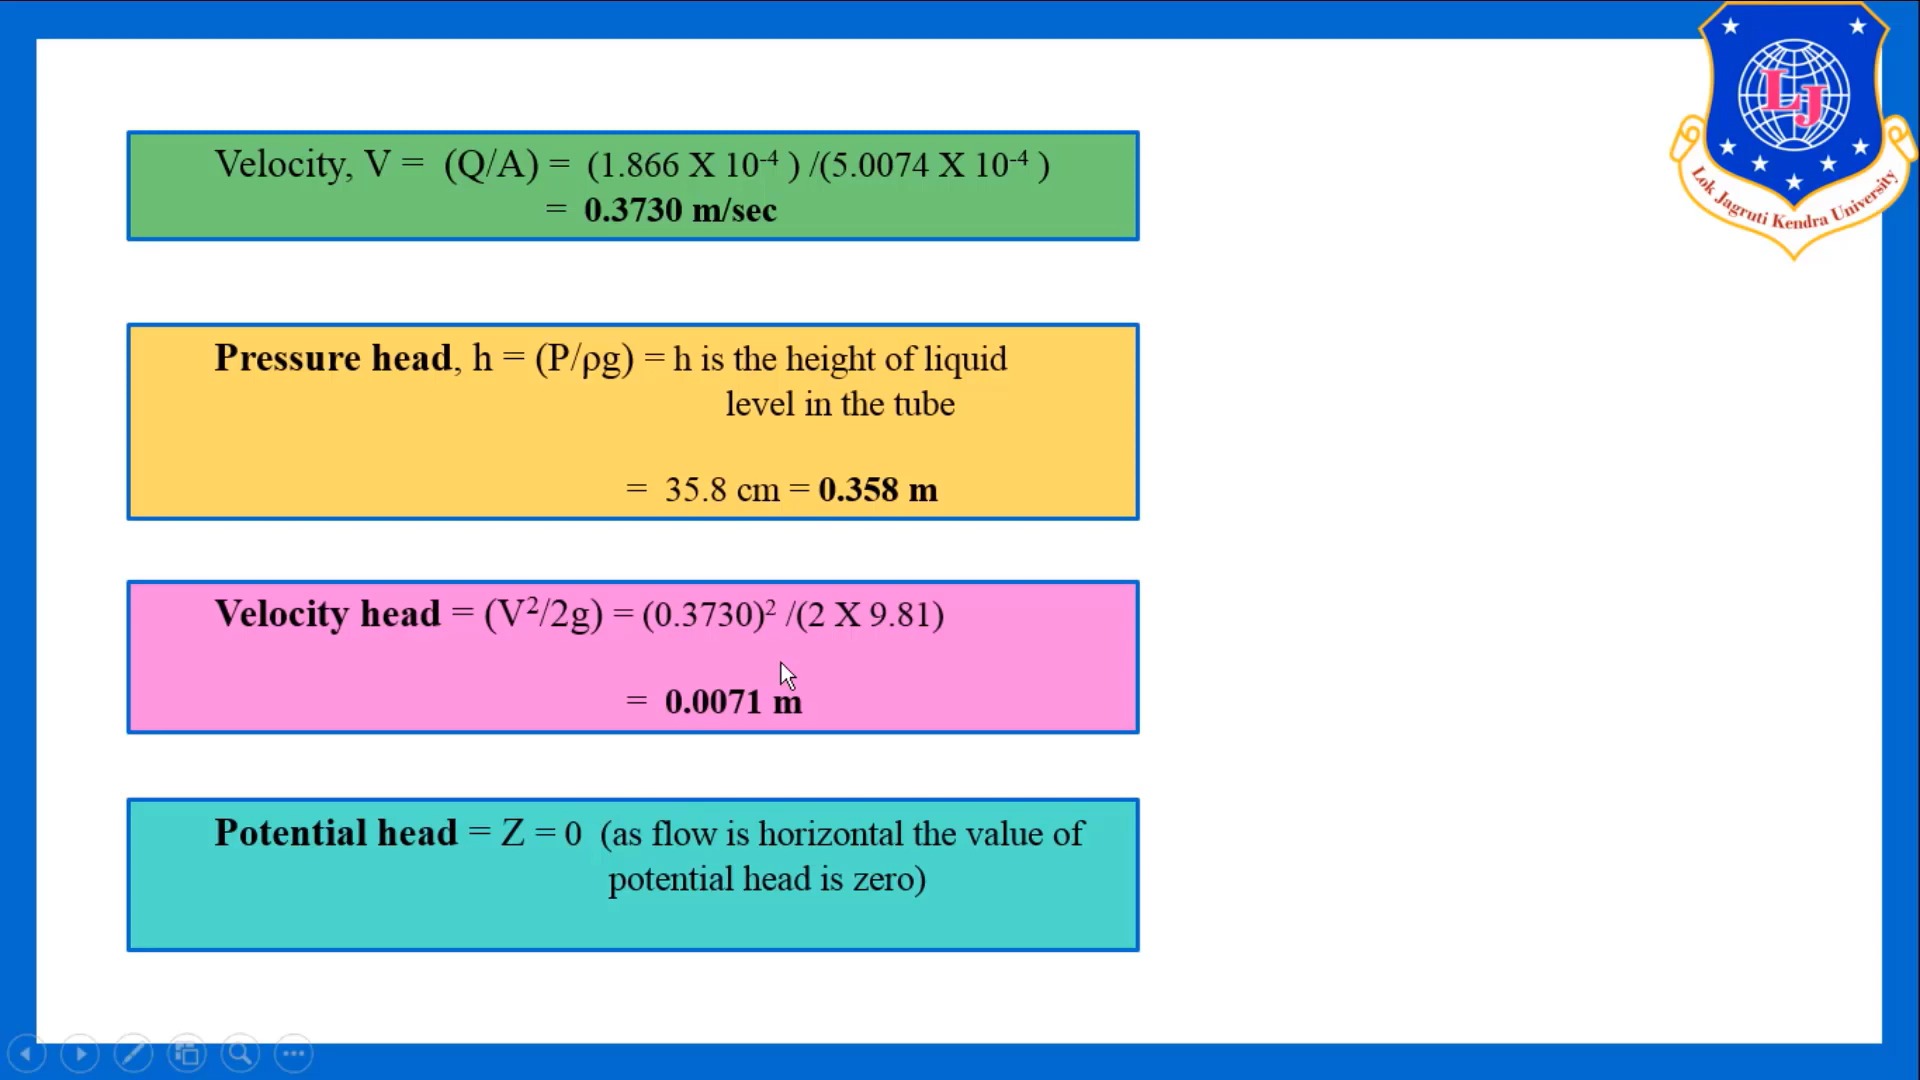 Velocity, V = (Q/A) = (1.866 X 10⁻⁴ ) /(5.0074 X 10⁻⁴ )
= 0.3730 m/sec
Pressure head, h = (P/ρg) = h is the height of liquid
level in the tube
= 35.8 cm = 0.358 m
Velocity head = (V²/2g) = (0.3730)² /(2 X 9.81)
= 0.0071 m
Potential head = Z = 0 (as flow is horizontal the value of
potential head is zero)
LJ
Lok Jagruti Kendra University